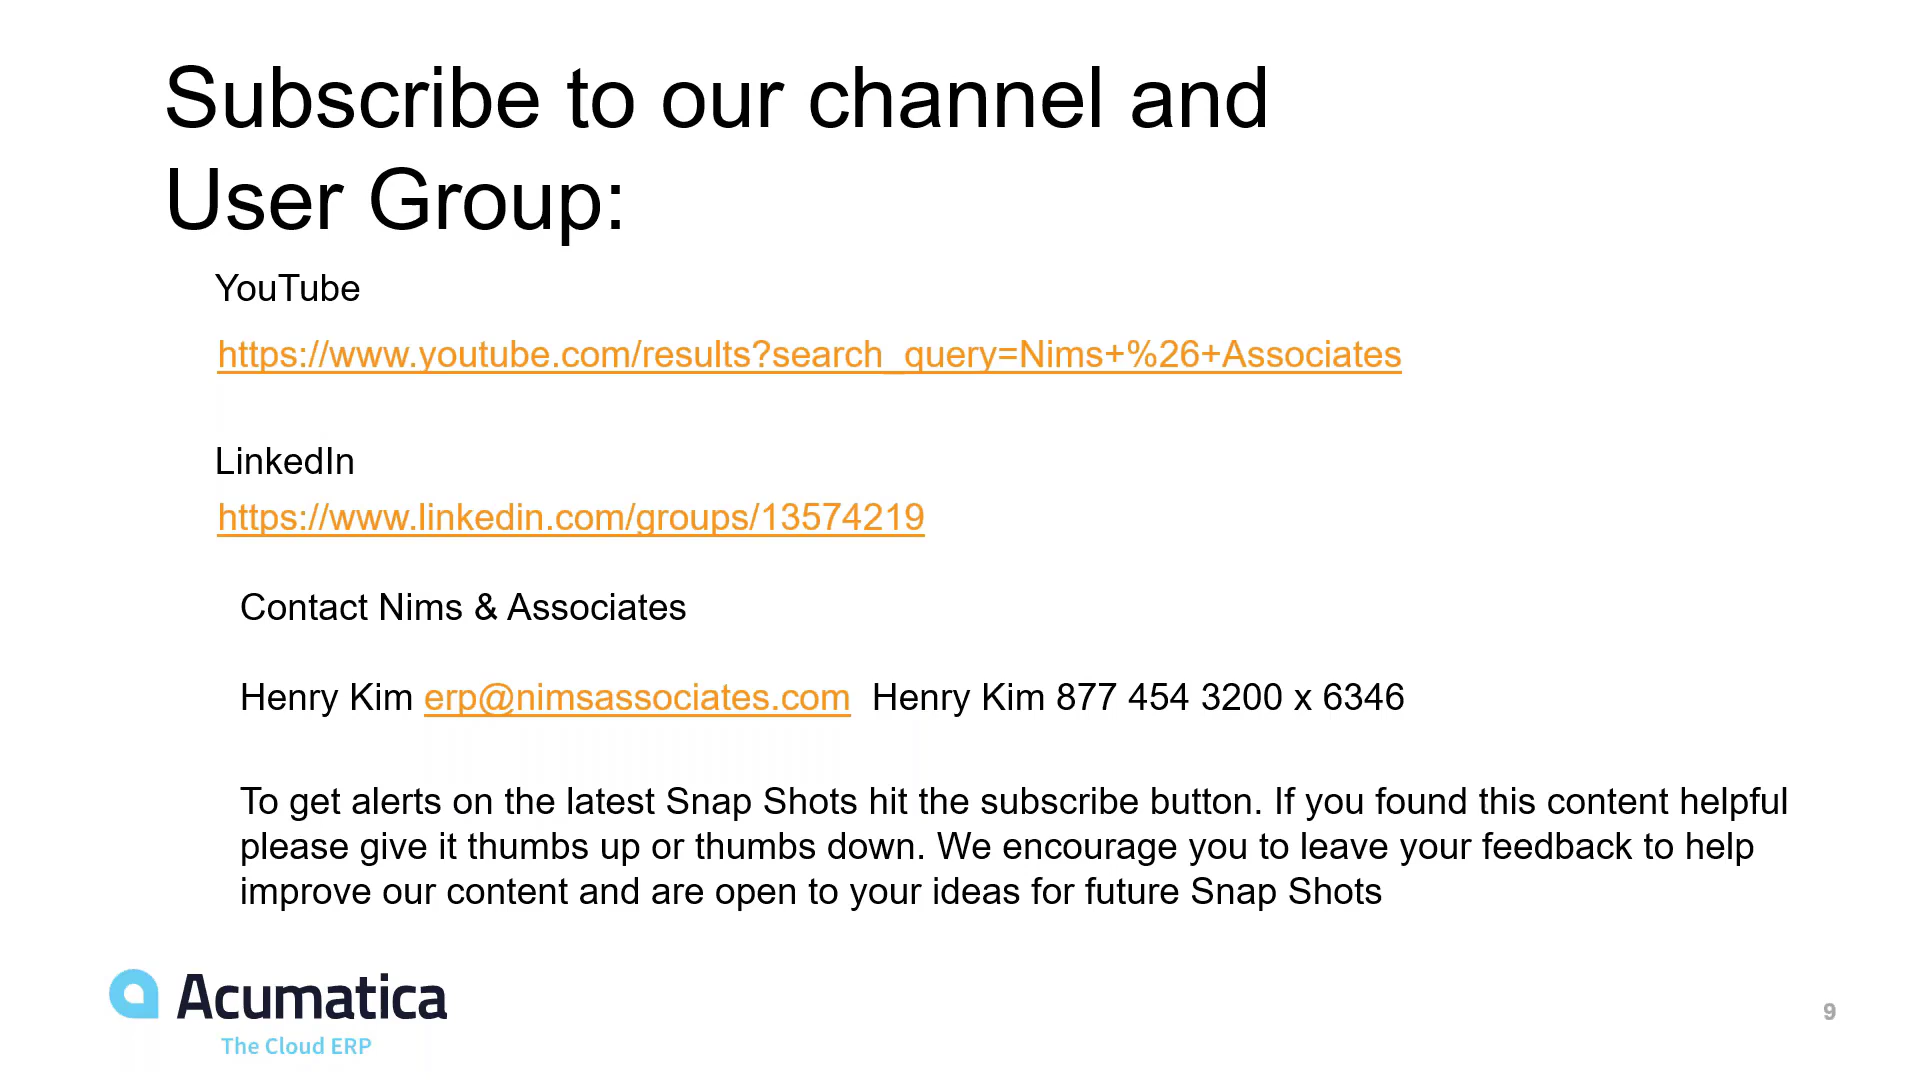 Subscribe to our channel and
User Group:
YouTube
https://www.youtube.com/results?search_query=Nims+%26+Associates
LinkedIn
https://www.linkedin.com/groups/13574219
Contact Nims & Associates
Henry Kim erp@nimsassociates.com  Henry Kim 877 454 3200 x 6346
To get alerts on the latest Snap Shots hit the subscribe button. If you found this content helpful
please give it thumbs up or thumbs down. We encourage you to leave your feedback to help
improve our content and are open to your ideas for future Snap Shots
Acumatica
The Cloud ERP
9